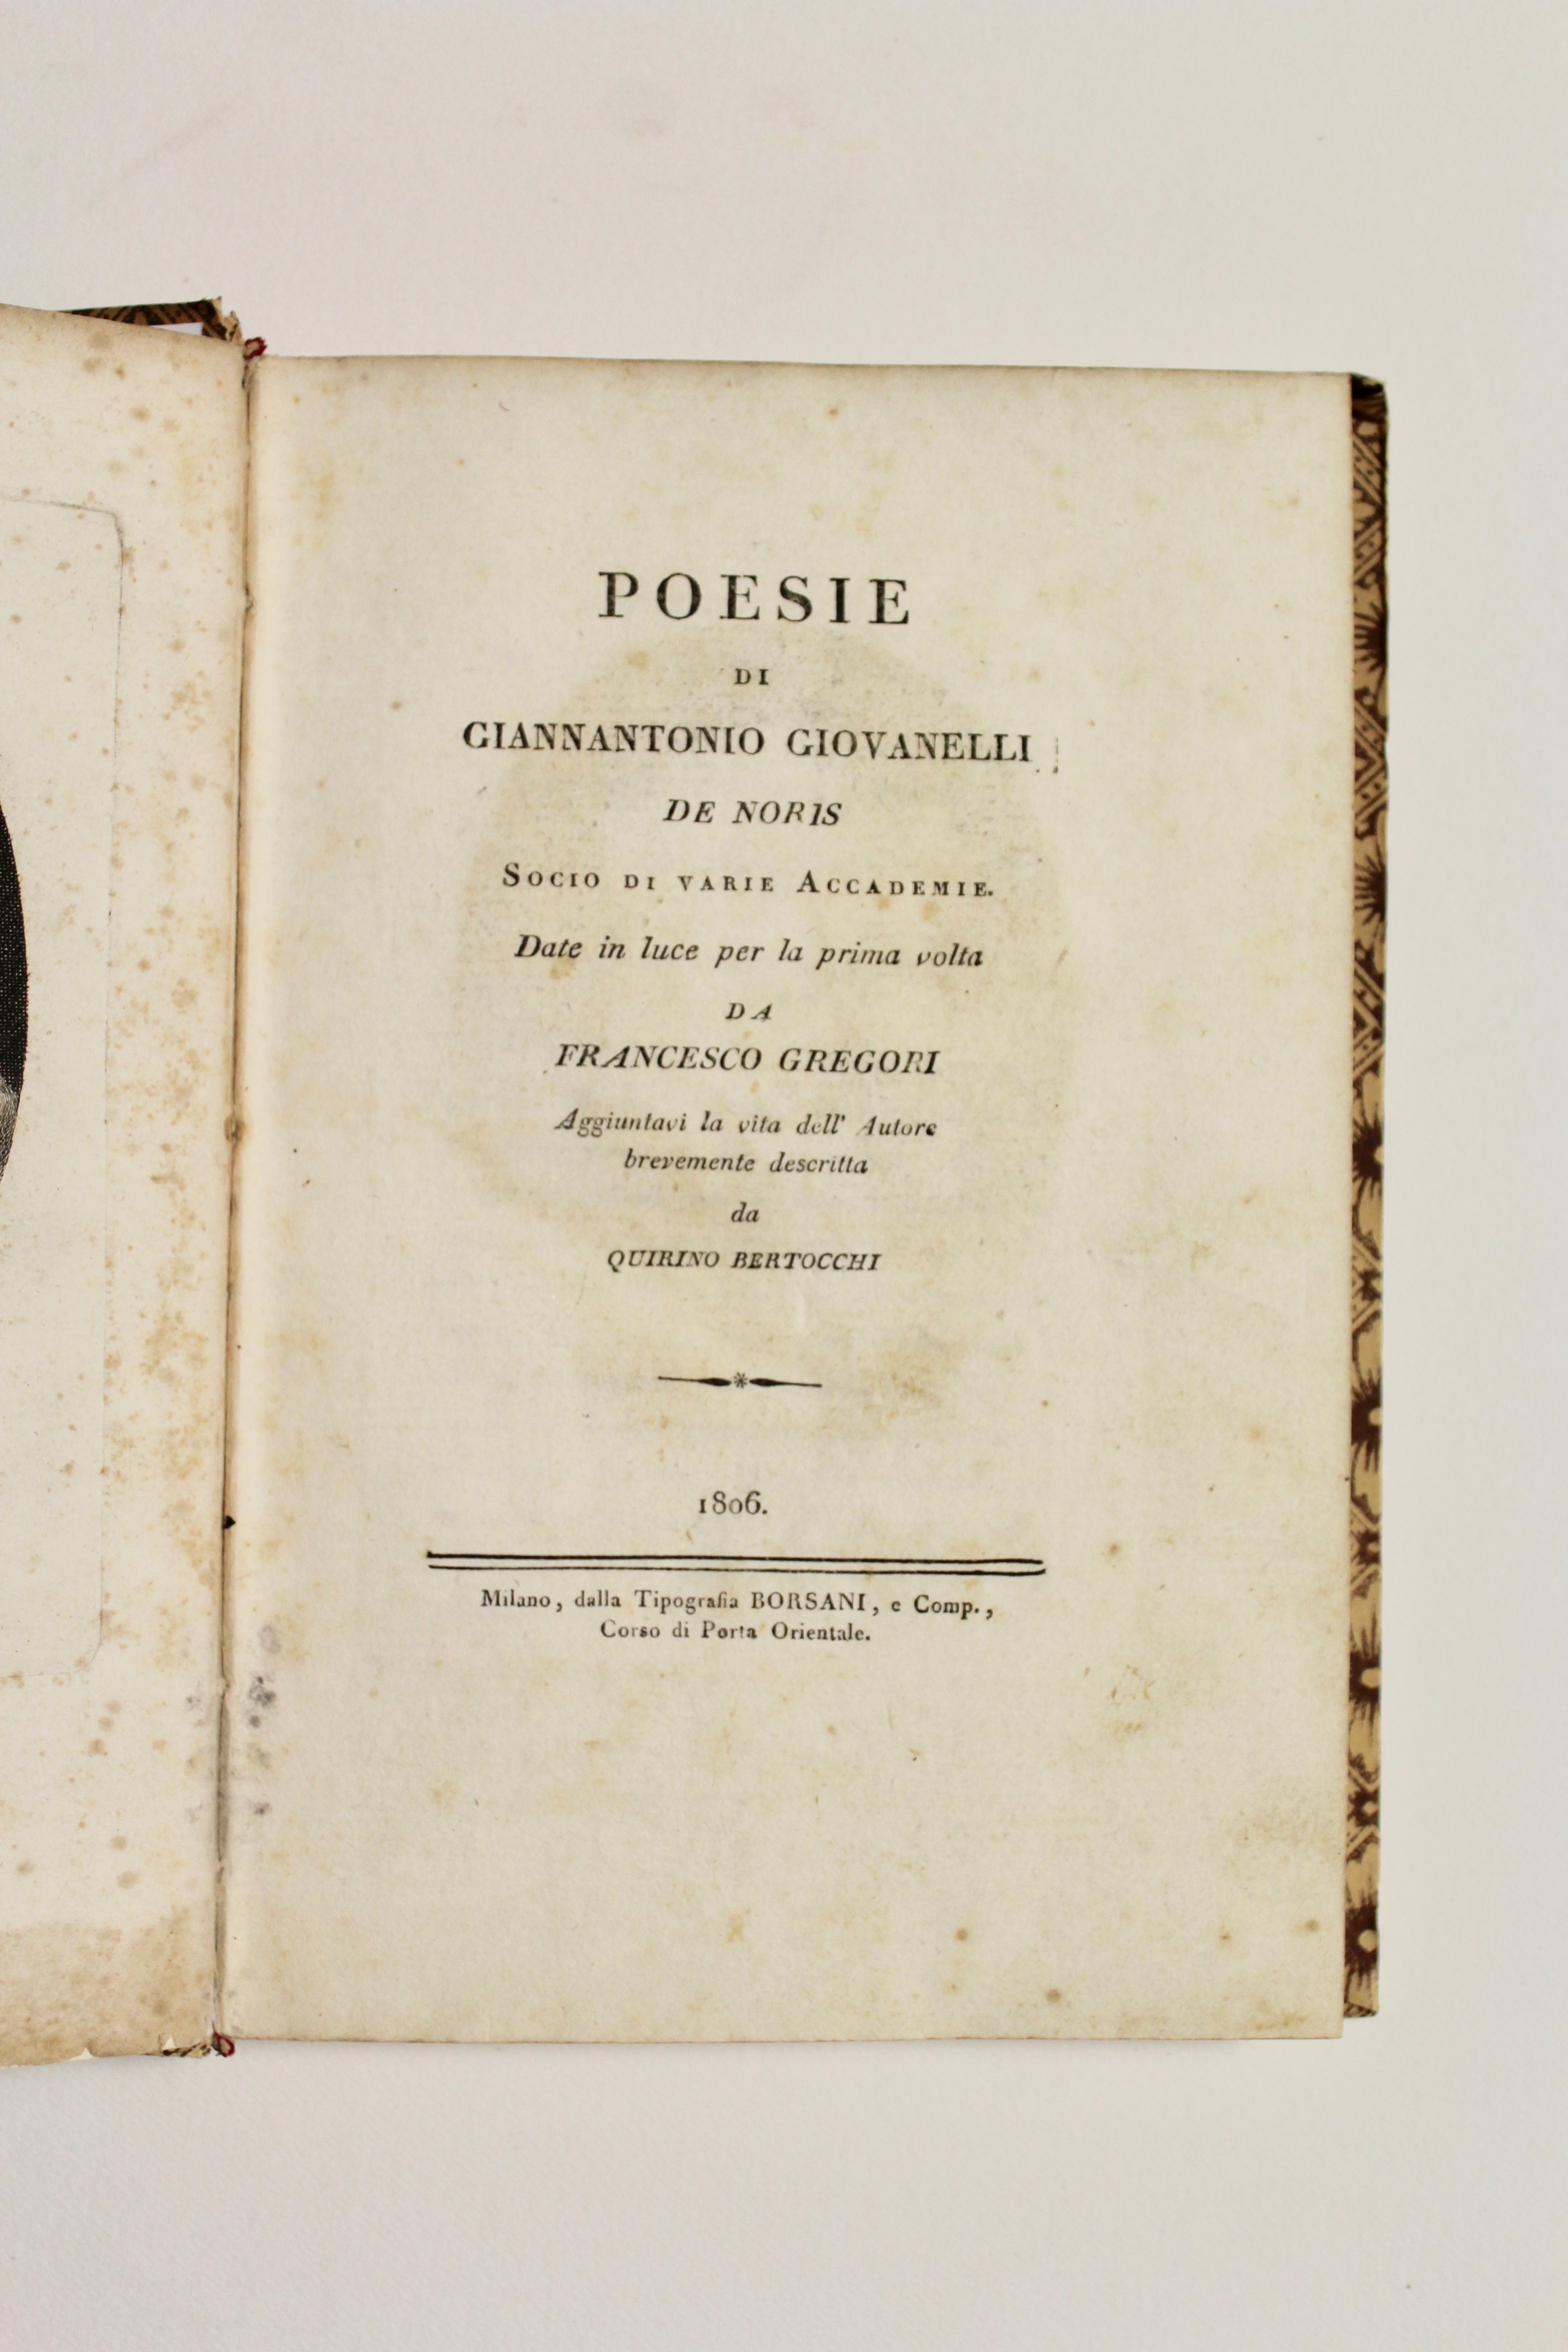 POESIE
DI
GIANNANTONIO GIOVANELLI
DE NORIS
SOCIO DI VARIE ACCADEMIE.
Date in luce per la prima volta
DA
FRANCESCO GREGORI
Aggiuntavi la vita dell' Autore
brevemente descritta
da
QUIRINO BERTOCCHI
1806.
Milano, dalla Tipografia BORSANI, e Comp.,
Corso di Porta Orientale.